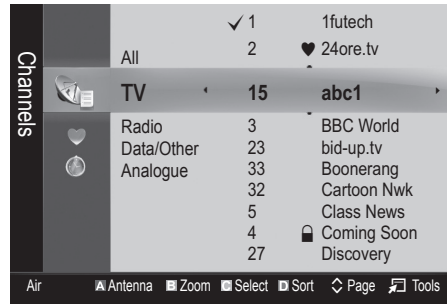 Channels
✓ 1 1futech
All 2 ♥ 24ore.tv
TV 15 abc1
Radio 3 BBC World
Data/Other 23 bid-up.tv
Analogue 33 Boonerang
32 Cartoon Nwk
5 Class News
4 Coming Soon
27 Discovery
Air A Antenna B Zoom C Select D Sort Page Tools